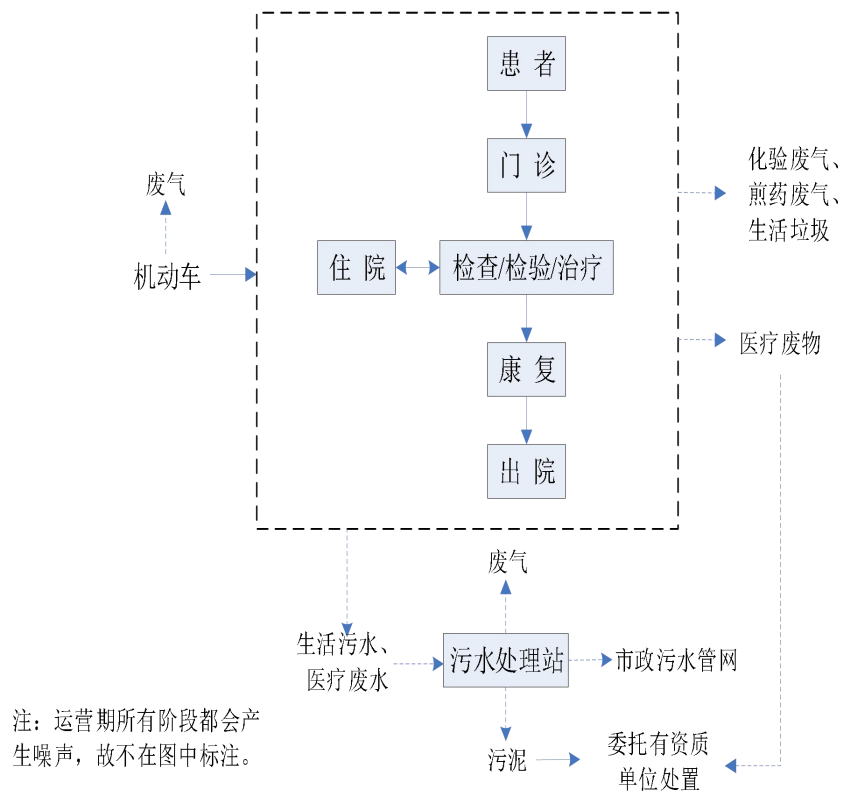 患 者
门 诊
化验废气、
煎药废气、
生活垃圾
废气
机动车
住 院
检查/检验/治疗
康 复
医疗废物
出 院
废气
生活污水、
医疗废水
污水处理站
市政污水管网
注：运营期所有阶段都会产
生噪声，故不在图中标注。
污泥
委托有资质
单位处置